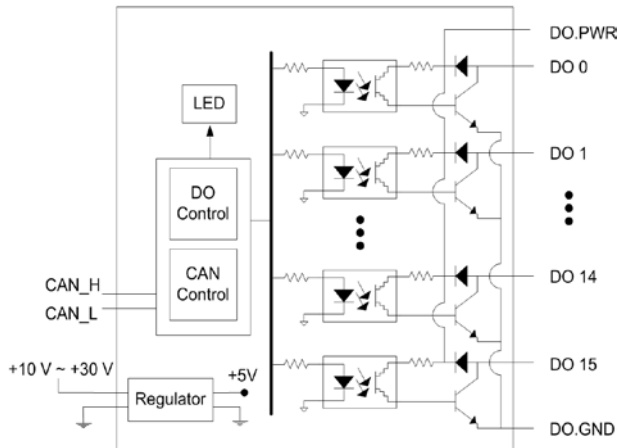 DO.PWR
DO 0
LED
DO 1
DO
Control
CAN
Control
CAN_H
CAN_L
DO 14
+10 V ~ +30 V
+5V
Regulator
DO 15
DO.GND